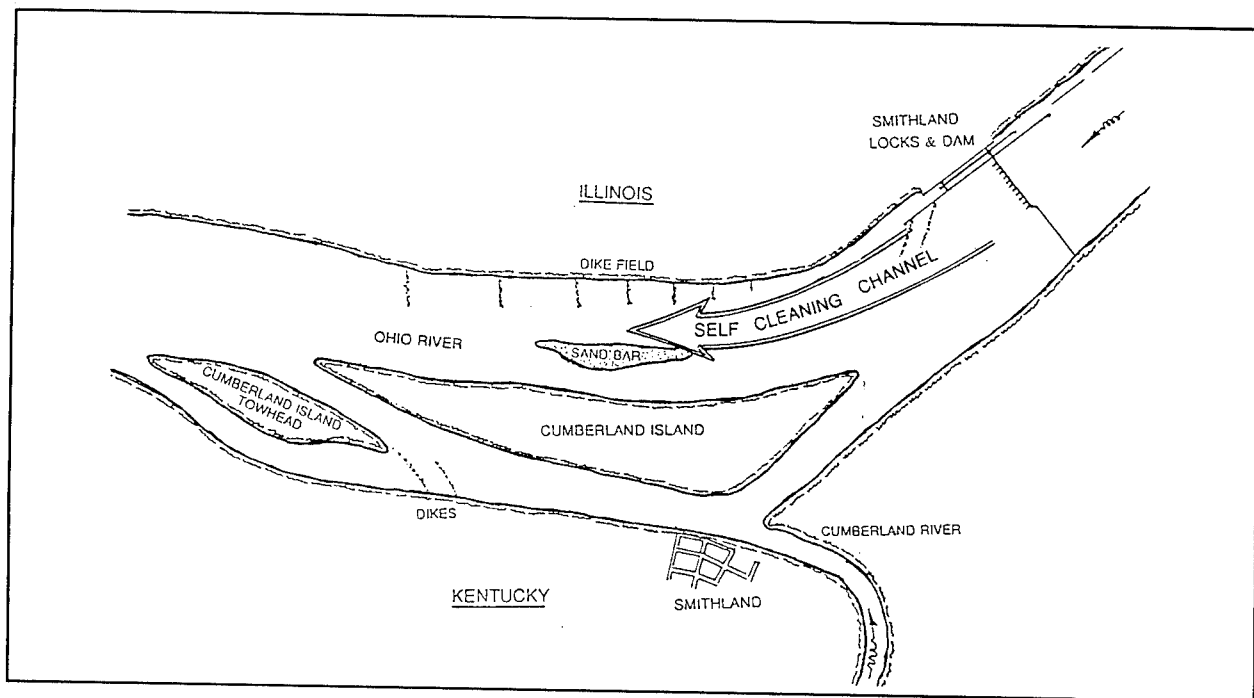 SMITHLAND
LOCKS & DAM
ILLINOIS
DIKE FIELD
SELF CLEANING CHANNEL
OHIO RIVER
SAND BAR
CUMBERLAND ISLAND
TOWHEAD
CUMBERLAND ISLAND
DIKES
CUMBERLAND RIVER
KENTUCKY
SMITHLAND